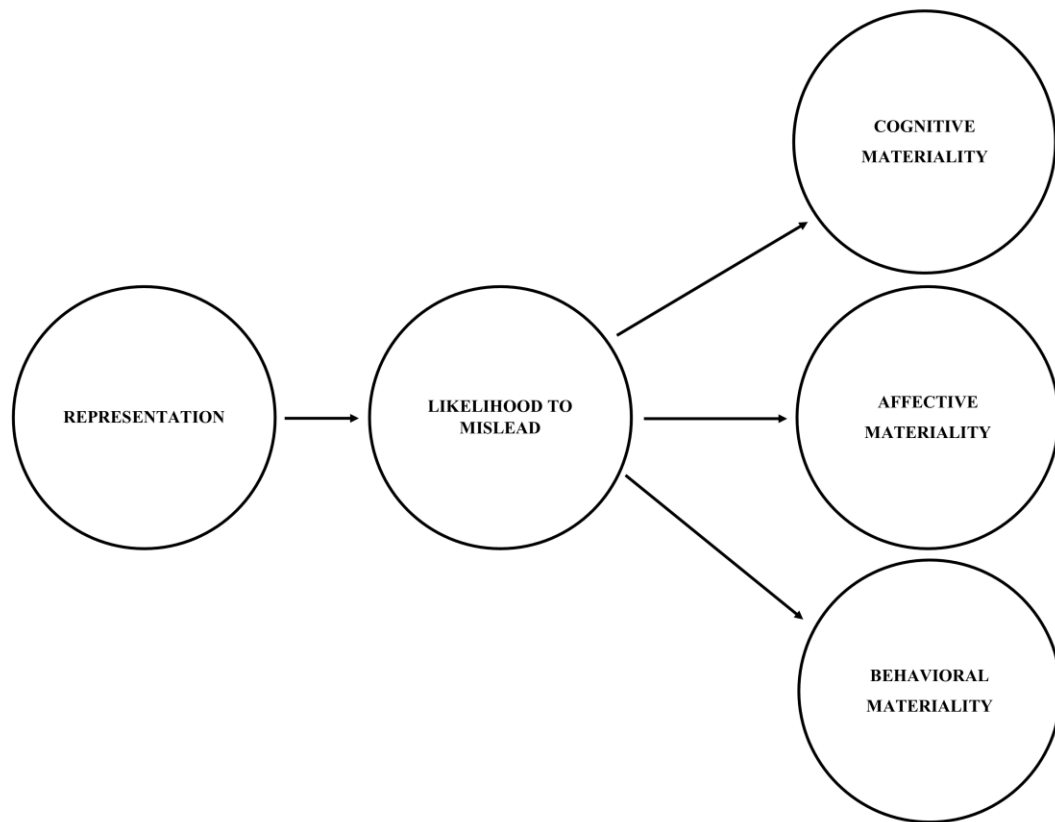 COGNITIVE
MATERIALITY
REPRESENTATION
LIKELIHOOD TO
MISLEAD
AFFECTIVE
MATERIALITY
BEHAVIORAL
MATERIALITY